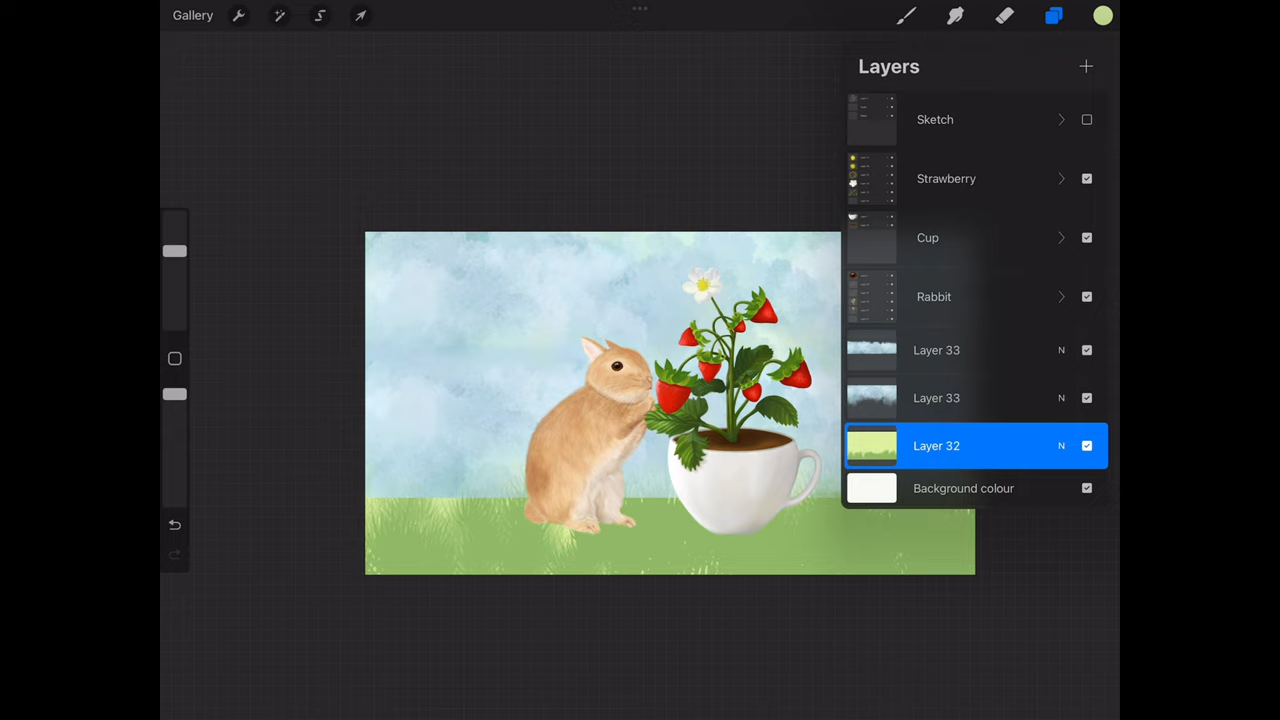 Gallery
Layers
Sketch
Strawberry
Cup
Rabbit
Layer 33 N
Layer 33 N
Layer 32 N
Background colour